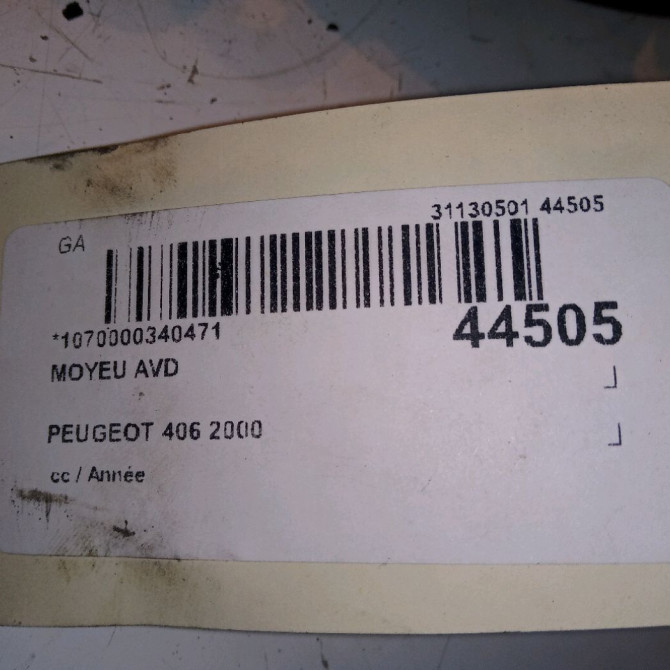 31130501 44505
GA
*1070000340471
44505
MOYEU AVD
PEUGEOT 406 2000
cc / Année